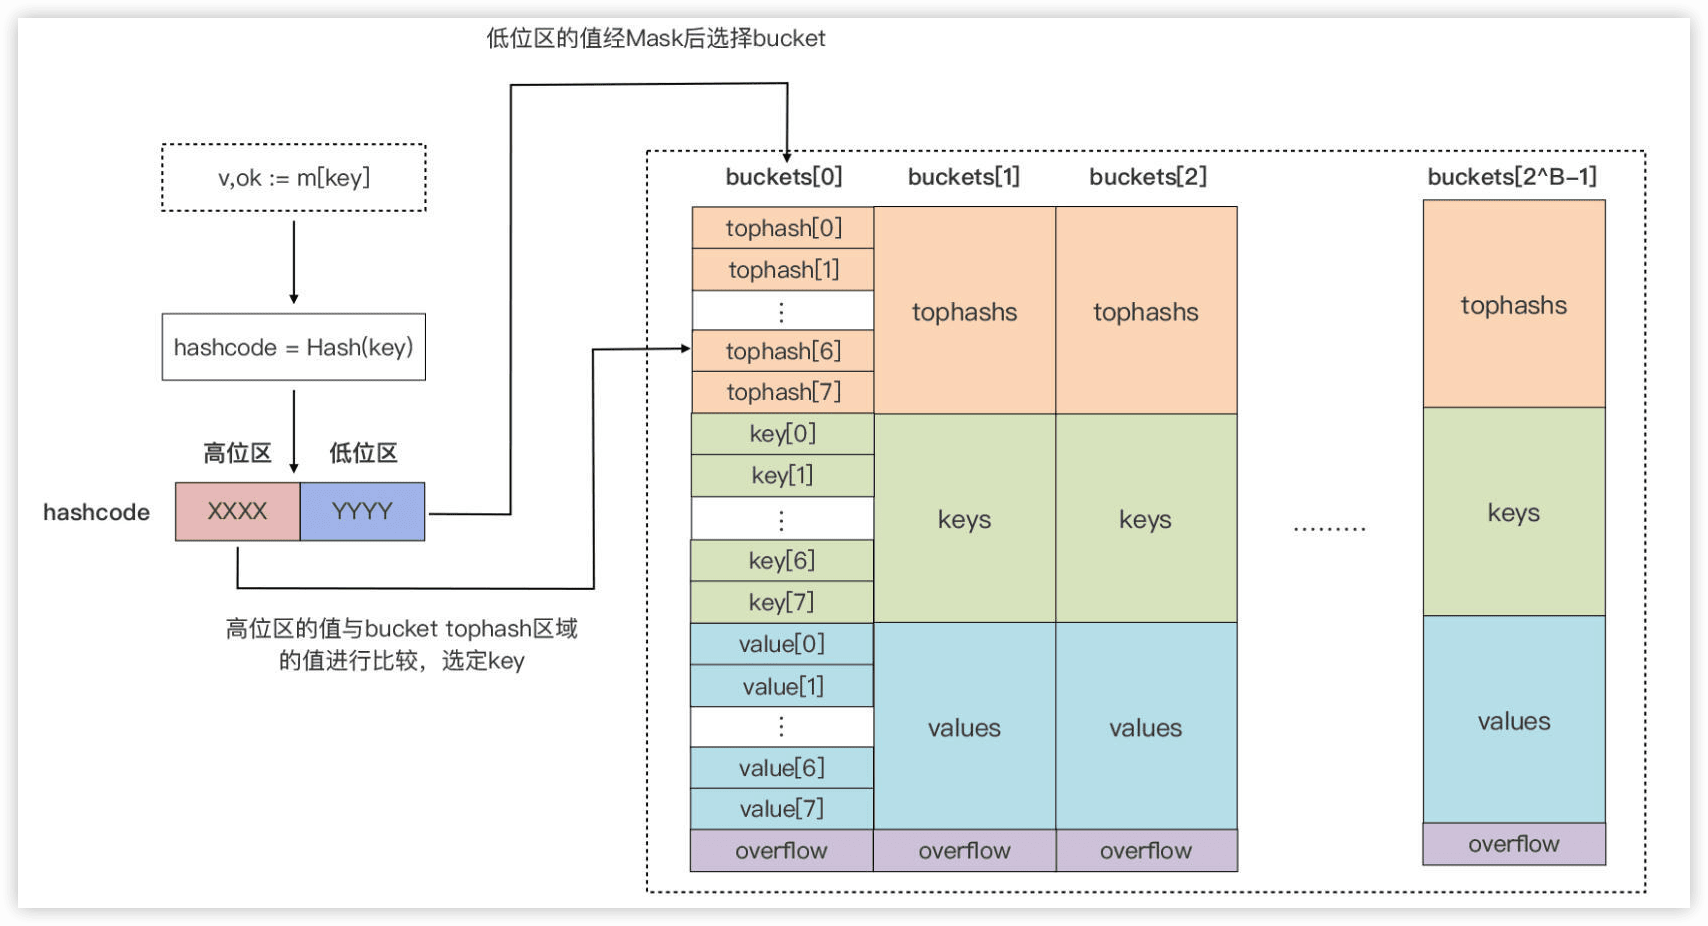 低位区的值经Mask后选择bucket
v,ok := m[key]
hashcode = Hash(key)
高位区 低位区
hashcode XXXX YYYY
高位区的值与bucket tophash区域
的值进行比较，选定key
buckets[0] buckets[1] buckets[2] buckets[2^B-1]
tophash[0]
tophash[1]
⋮
tophash[6]
tophash[7]
key[0]
key[1]
⋮
key[6]
key[7]
value[0]
value[1]
⋮
value[6]
value[7]
overflow
tophashs
keys
values
overflow
tophashs
keys
values
overflow
.........
tophashs
keys
values
overflow